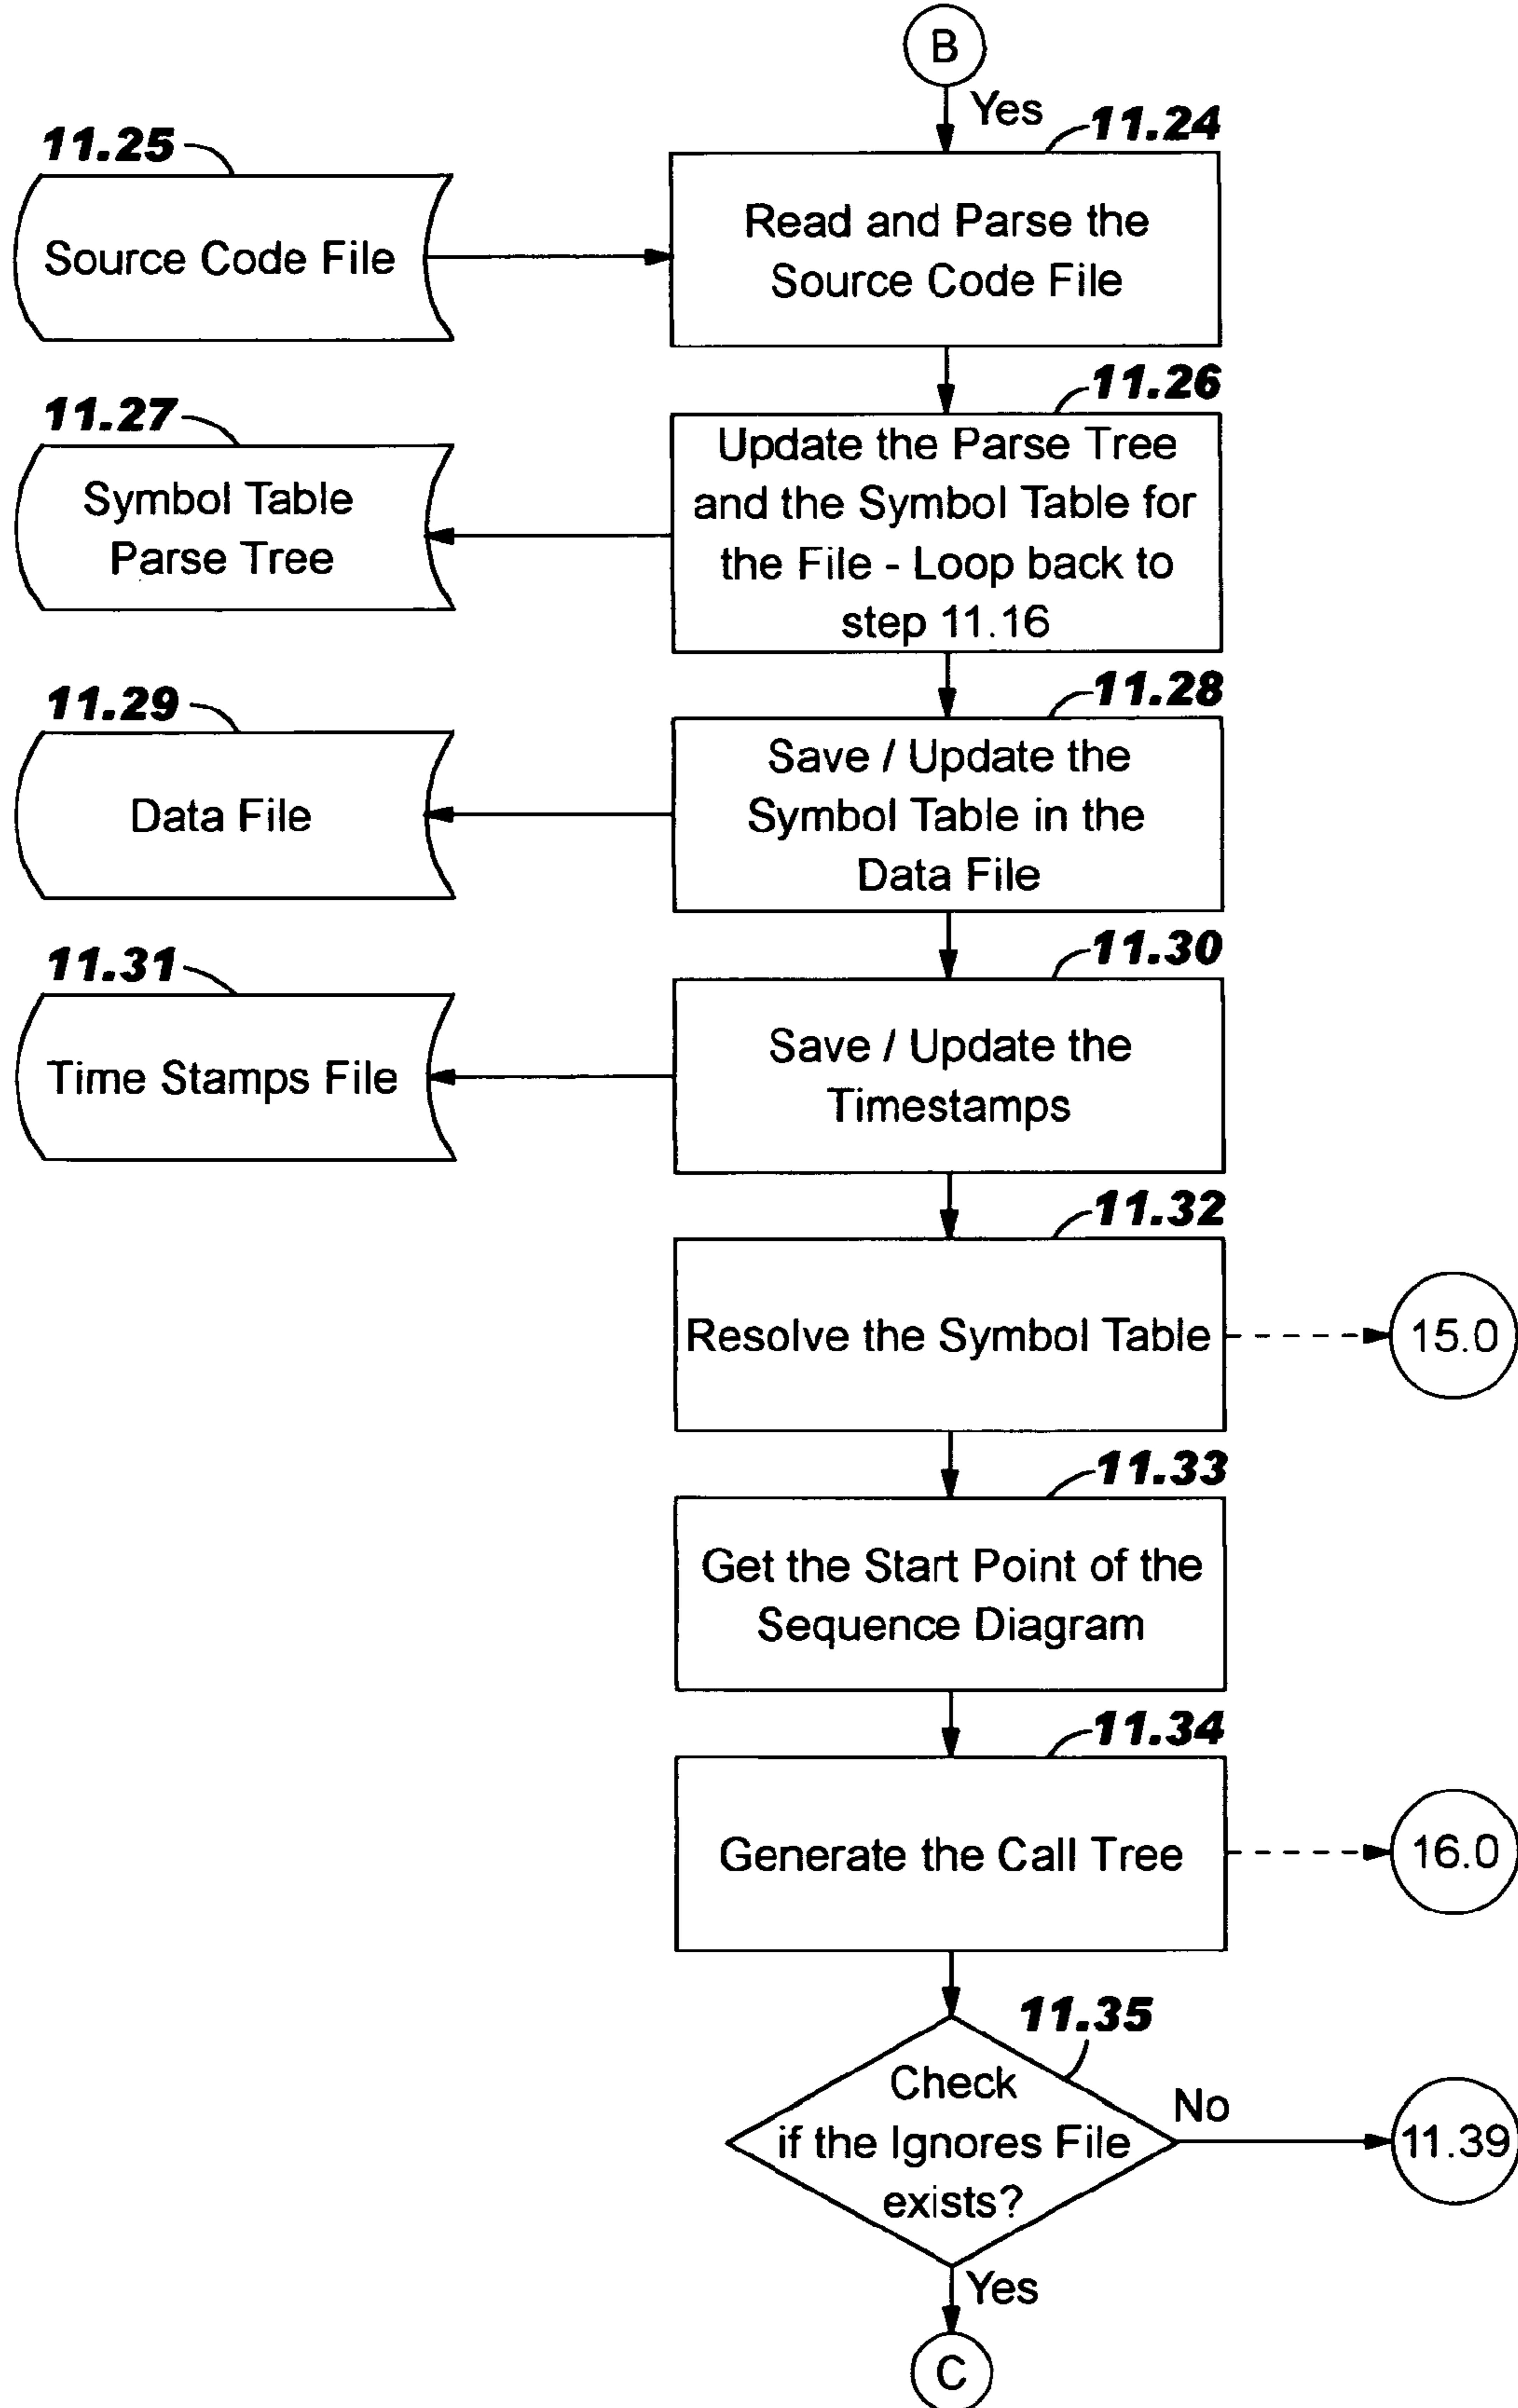 B
Yes
11.24
11.25
Read and Parse the
Source Code File
Source Code File
11.26
11.27
Update the Parse Tree
and the Symbol Table for
the File - Loop back to
step 11.16
Symbol Table
Parse Tree
11.28
11.29
Save / Update the
Symbol Table in the
Data File
Data File
11.30
11.31
Save / Update the
Timestamps
Time Stamps File
11.32
Resolve the Symbol Table
15.0
11.33
Get the Start Point of the
Sequence Diagram
11.34
Generate the Call Tree
16.0
11.35
Check
if the Ignores File
exists?
No
11.39
Yes
C